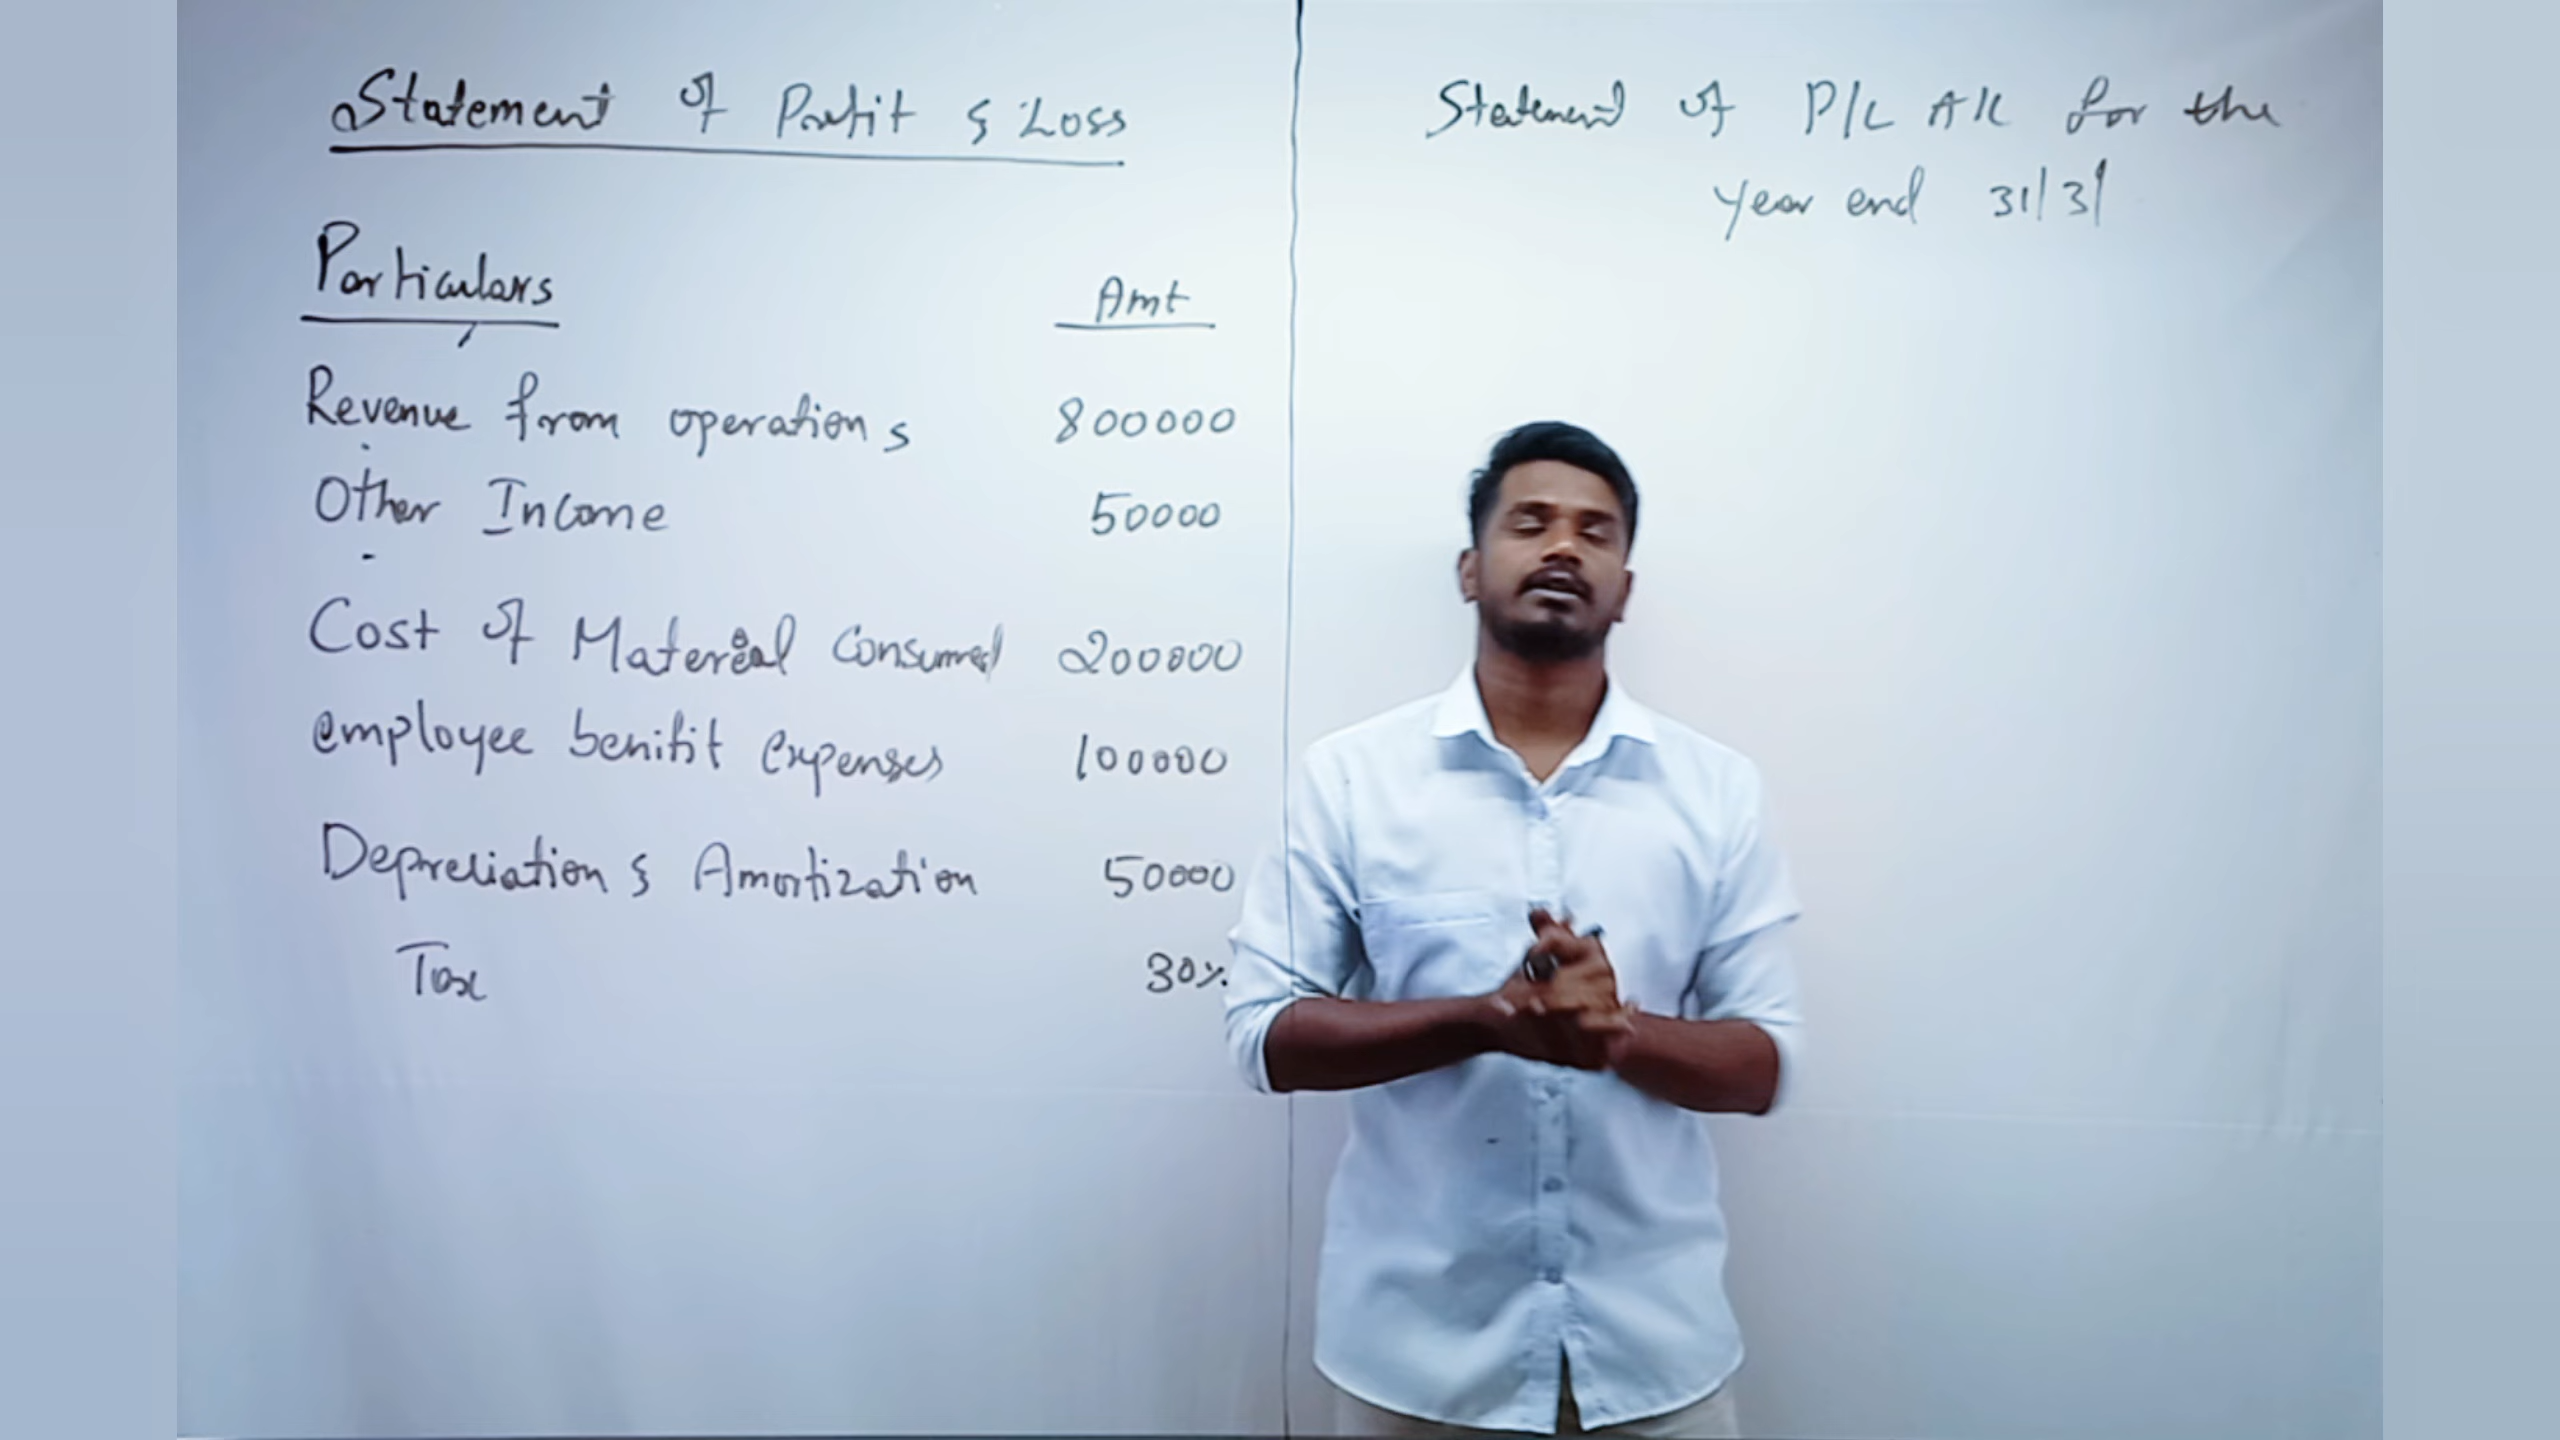 Statement of Profit & Loss
Particulars Amt
Revenue from operations 800000
Other Income 50000
Cost of Material Consumed 200000
employee benifit expenses 100000
Depreciation & Amortization 50000
Tax 30%
Statement of P/L A/c for the
year end 31/3/